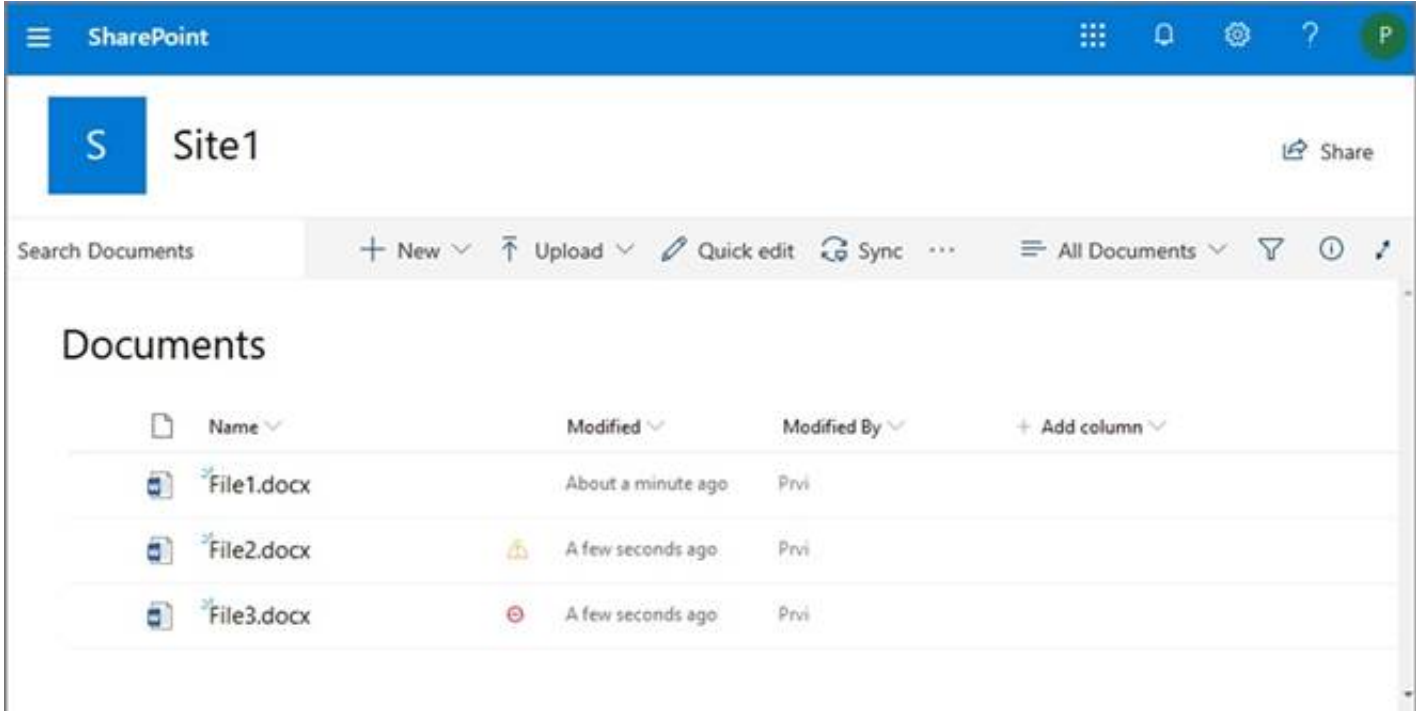 SharePoint ? P
S Site1 Share
Search Documents + New Upload Quick edit Sync ... All Documents
Documents
Name Modified Modified By + Add column
File1.docx About a minute ago Prvi
File2.docx A few seconds ago Prvi
File3.docx A few seconds ago Prvi